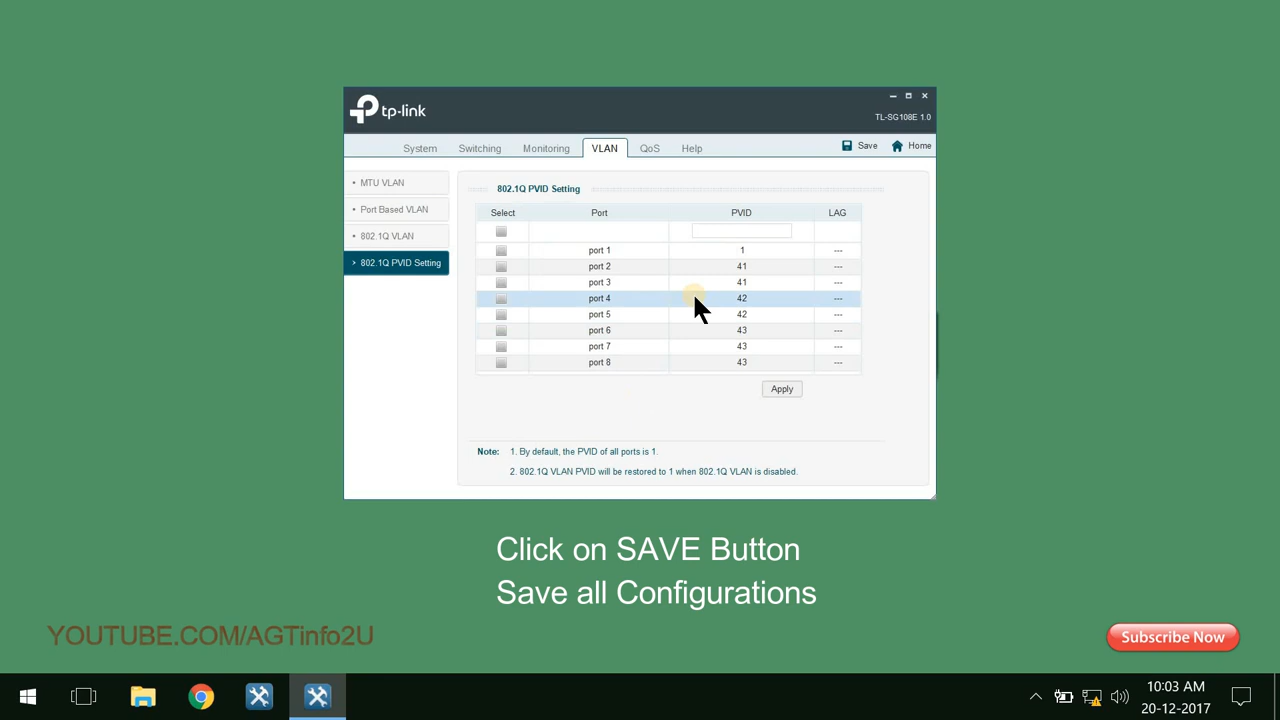 tp-link
TL-SG108E 1.0
System Switching Monitoring VLAN QoS Help Save Home
MTU VLAN
Port Based VLAN
802.1Q VLAN
802.1Q PVID Setting
802.1Q PVID Setting
Select Port PVID LAG
port 1 1 ---
port 2 41 ---
port 3 41 ---
port 4 42 ---
port 5 42 ---
port 6 43 ---
port 7 43 ---
port 8 43 ---
Apply
Note: 1. By default, the PVID of all ports is 1.
2. 802.1Q VLAN PVID will be restored to 1 when 802.1Q VLAN is disabled.
Click on SAVE Button
Save all Configurations
YOUTUBE.COM/AGTinfo2U
Subscribe Now
10:03 AM
20-12-2017